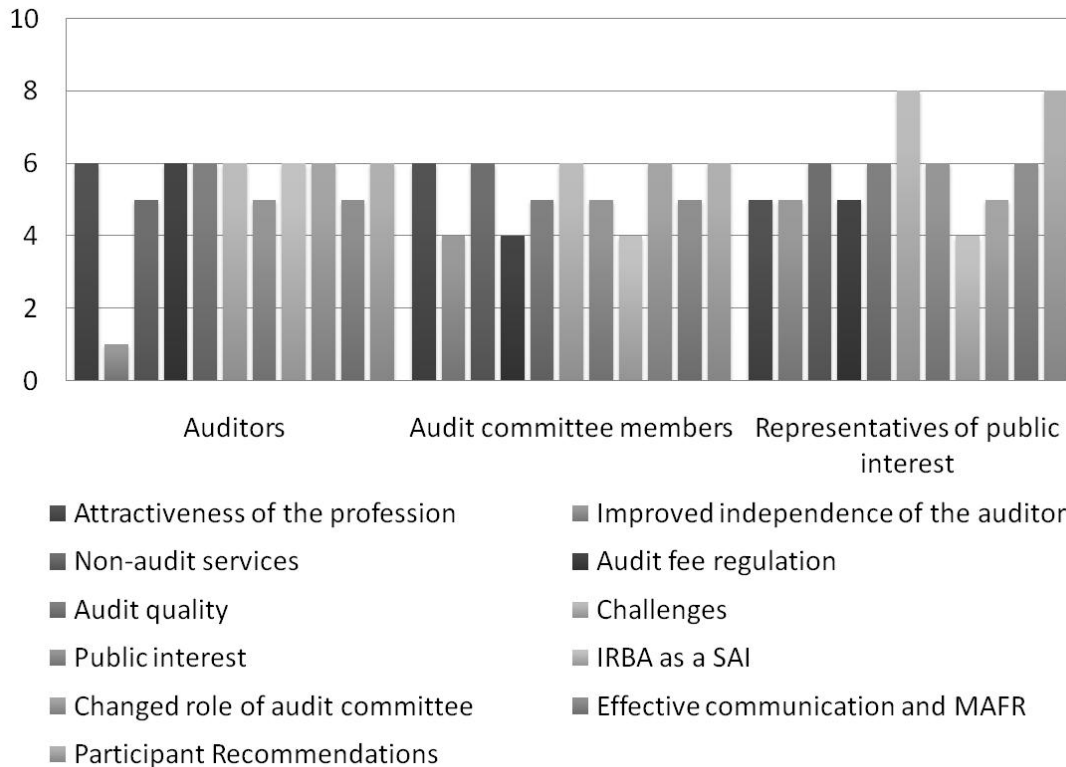 10
8
6
4
2
0
Auditors
Audit committee members
Representatives of public
interest
Attractiveness of the profession
Improved independence of the auditor
Non-audit services
Audit fee regulation
Audit quality
Challenges
Public interest
IRBA as a SAI
Changed role of audit committee
Effective communication and MAFR
Participant Recommendations